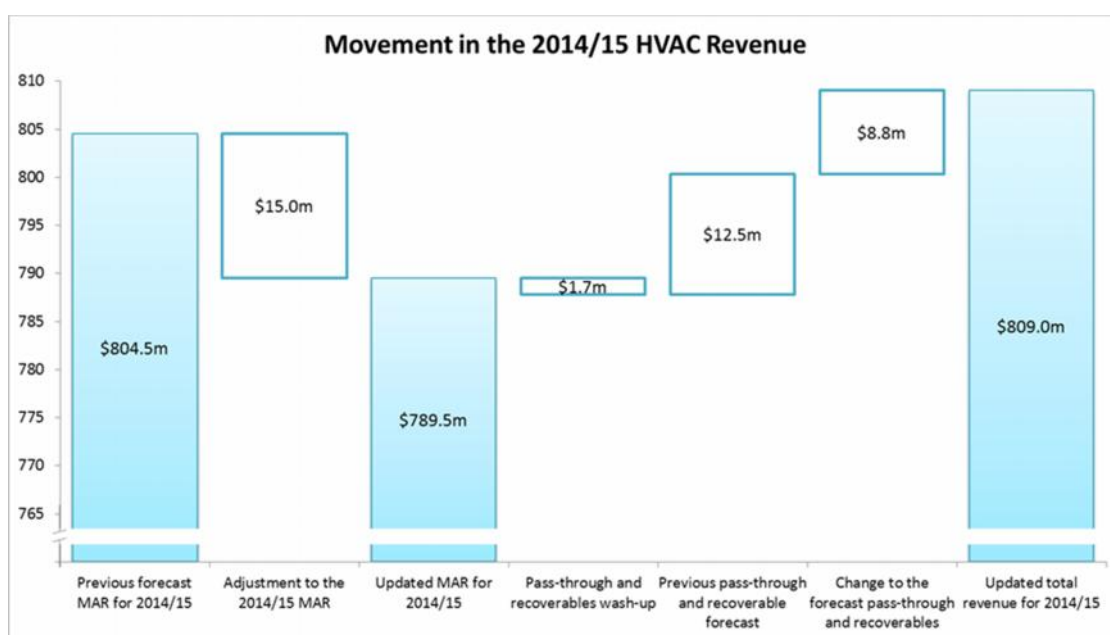 Movement in the 2014/15 HVAC Revenue
810
805
800
795
790
785
780
775
770
765
$804.5m
$15.0m
$789.5m
$1.7m
$12.5m
$8.8m
$809.0m
Previous forecast
MAR for 2014/15
Adjustment to the
2014/15 MAR
Updated MAR for
2014/15
Pass-through and
recoverables wash-up
Previous pass-through
and recoverable
forecast
Change to the
forecast pass-through
and recoverables
Updated total
revenue for 2014/15